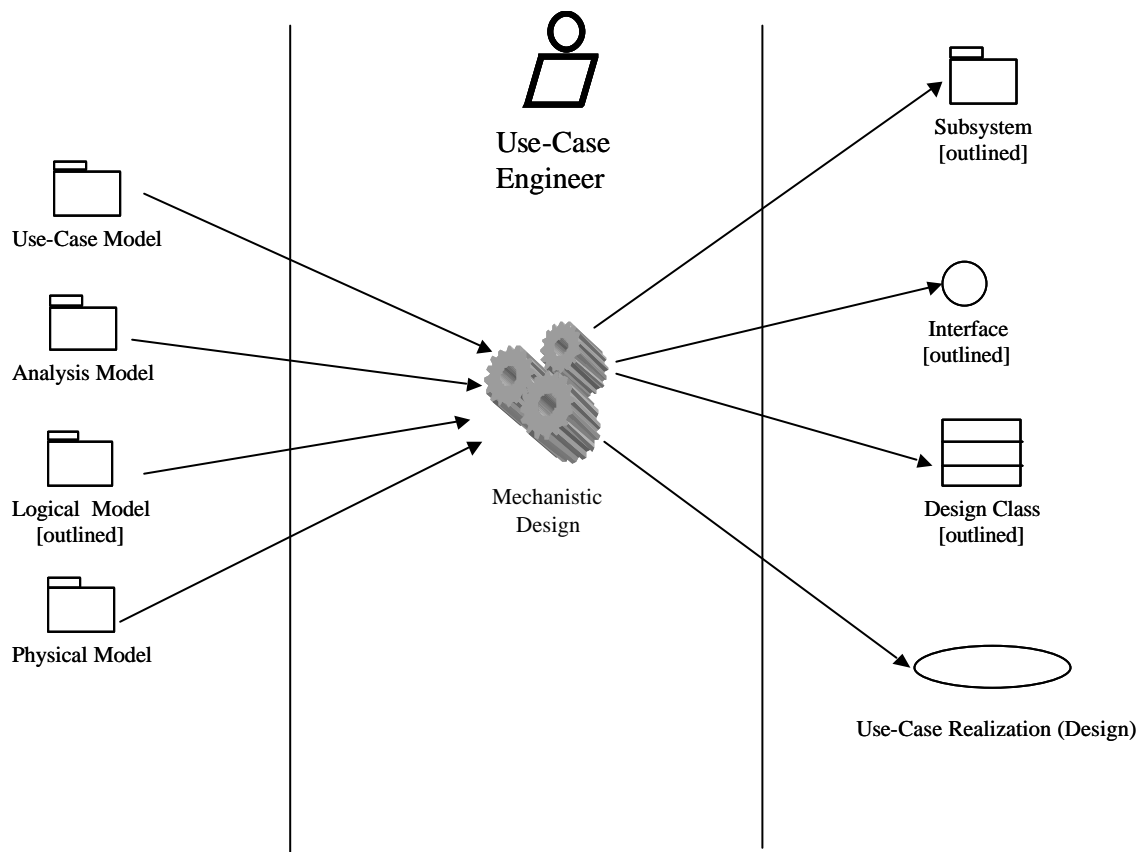 Use-Case
Engineer
Use-Case Model
Analysis Model
Logical Model
[outlined]
Physical Model
Mechanistic
Design
Subsystem
[outlined]
Interface
[outlined]
Design Class
[outlined]
Use-Case Realization (Design)